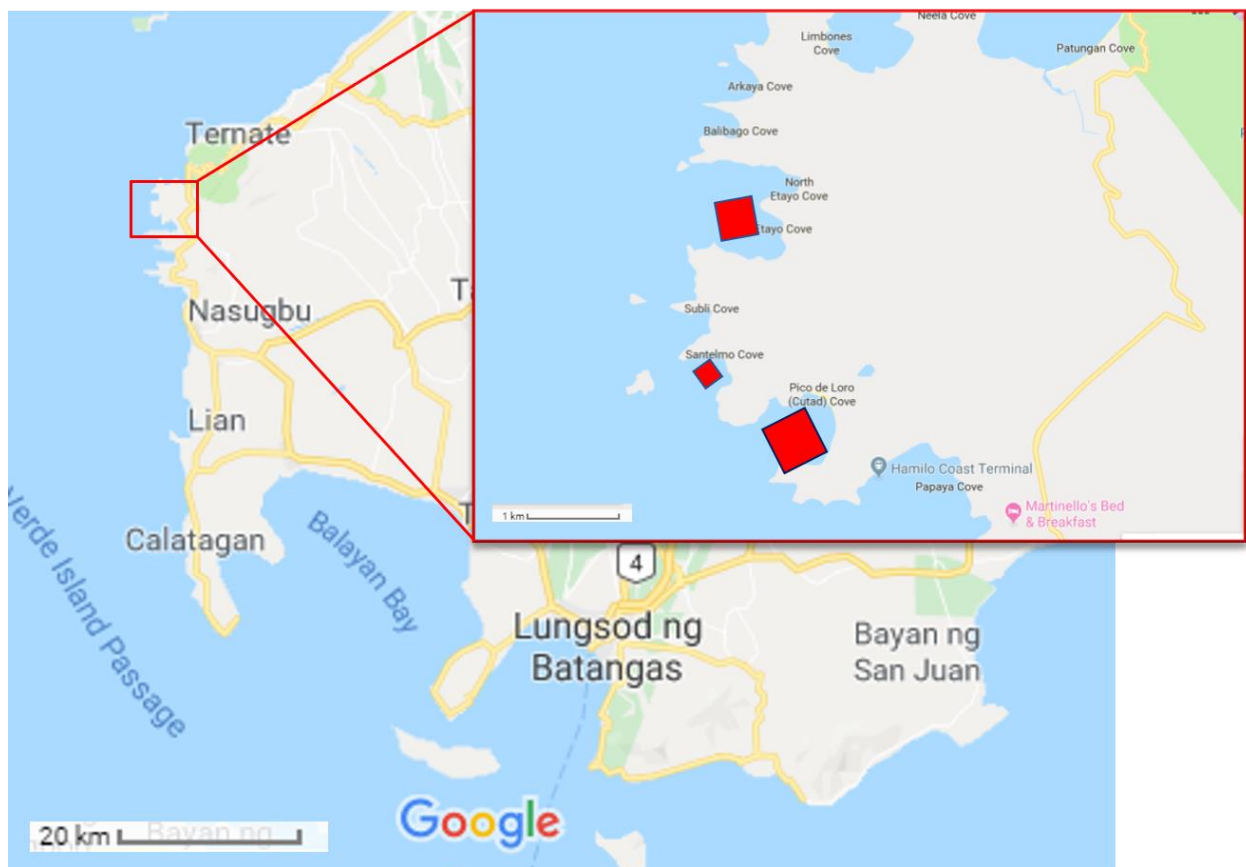 Neela Cove
Limbones
Cove
Patungan Cove
Arkaya Cove
Balibago Cove
North
Etayo Cove
Etayo Cove
Subli Cove
Santelmo Cove
Pico de Loro
(Cutad) Cove
Hamilo Coast Terminal
Papaya Cove
Martinello's Bed
& Breakfast
1 km
Ternate
Nasugbu
Lian
Calatagan
Balayan Bay
Verde Island Passage
4
Lungsod ng
Batangas
Bayan ng
San Juan
Google
20 km
Bayan ng